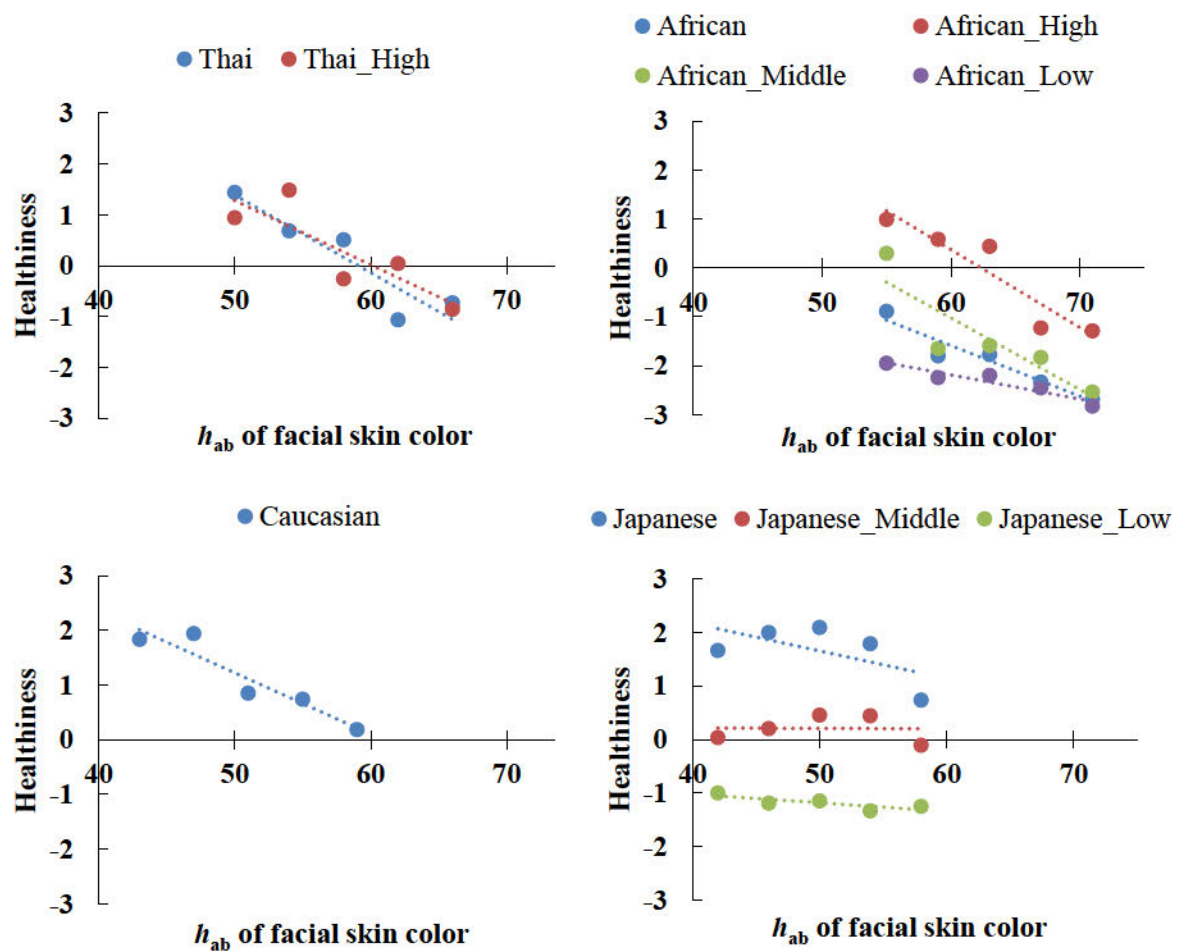 Thai Thai_High
3
2
1
0
-1
-2
-3
40 50 60 70
Healthiness
hab of facial skin color
African African_High
African_Middle African_Low
3
2
1
0
-1
-2
-3
40 50 60 70
Healthiness
hab of facial skin color
Caucasian
3
2
1
0
-1
-2
-3
40 50 60 70
Healthiness
hab of facial skin color
Japanese Japanese_Middle Japanese_Low
3
2
1
0
-1
-2
-3
40 50 60 70
Healthiness
hab of facial skin color